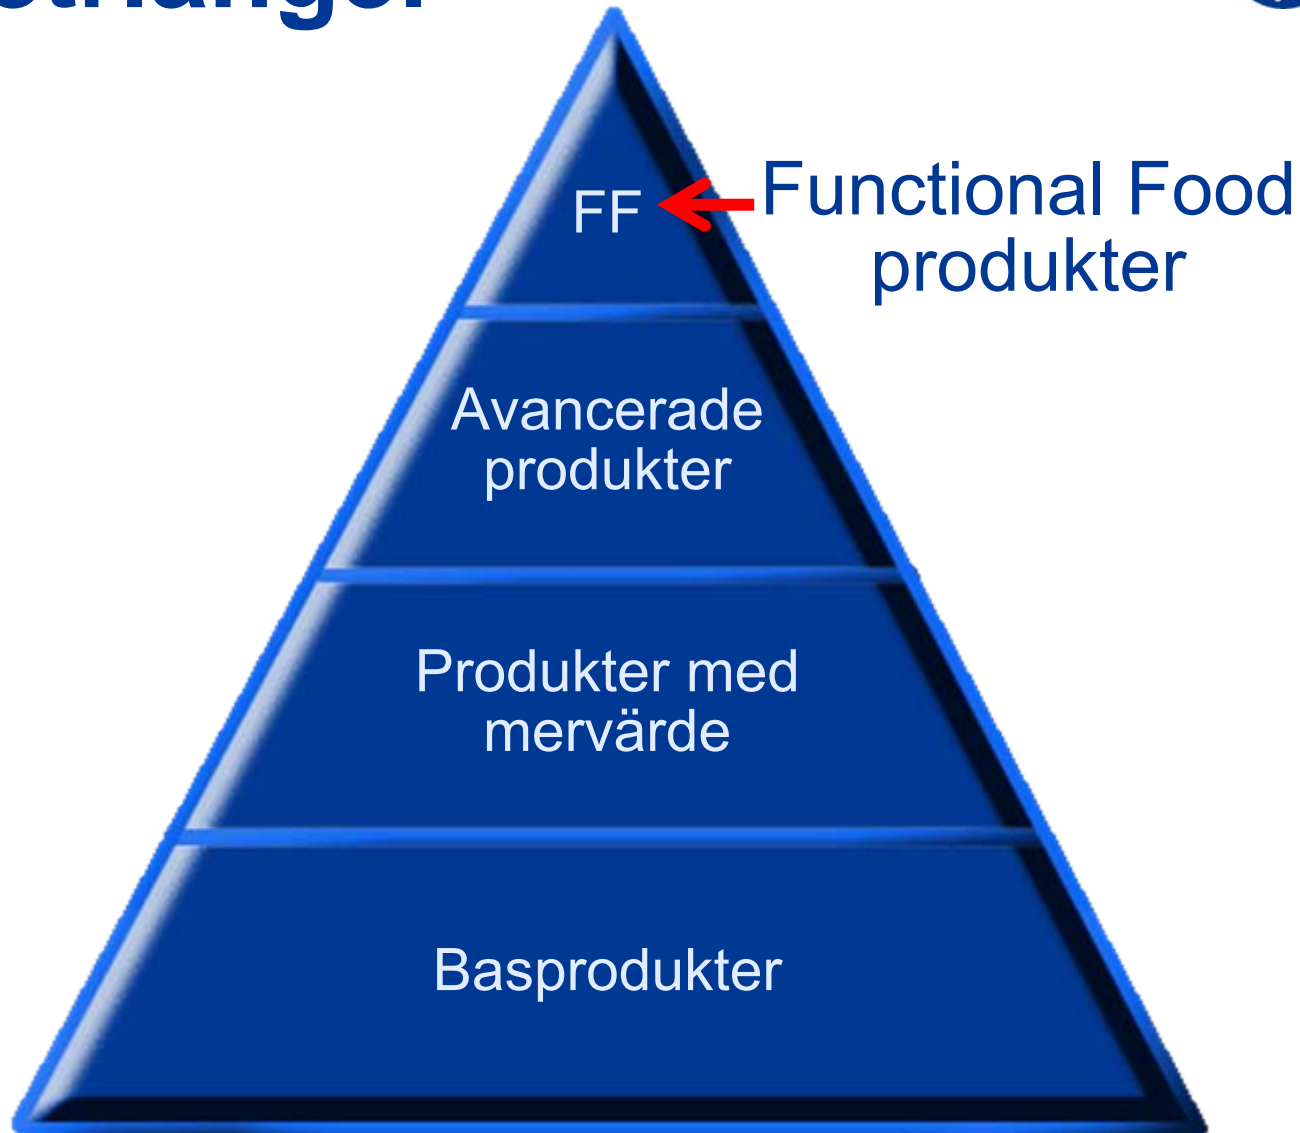 FF
Functional Food
produkter
Avancerade
produkter
Produkter med
mervärde
Basprodukter